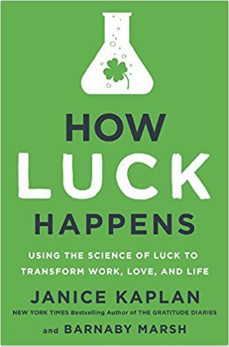 HOW
LUCK
HAPPENS
USING THE SCIENCE OF LUCK TO
TRANSFORM WORK, LOVE, AND LIFE
JANICE KAPLAN
NEW YORK TIMES Bestselling Author of THE GRATITUDE DIARIES
and BARNABY MARSH